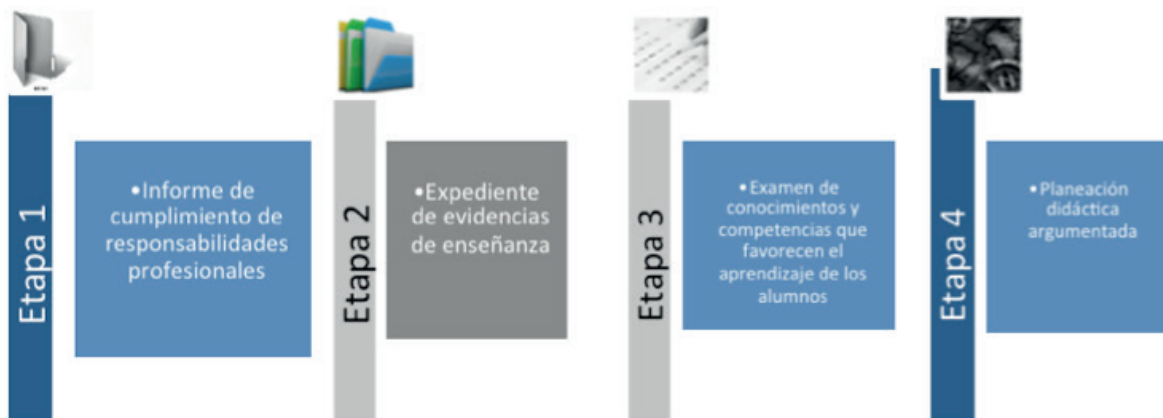 Etapa 1
•Informe de
cumplimiento de
responsabilidades
profesionales
Etapa 2
•Expediente
de evidencias
de enseñanza
Etapa 3
•Examen de
conocimientos y
competencias que
favorecen el
aprendizaje de los
alumnos
Etapa 4
•Planeación
didáctica
argumentada